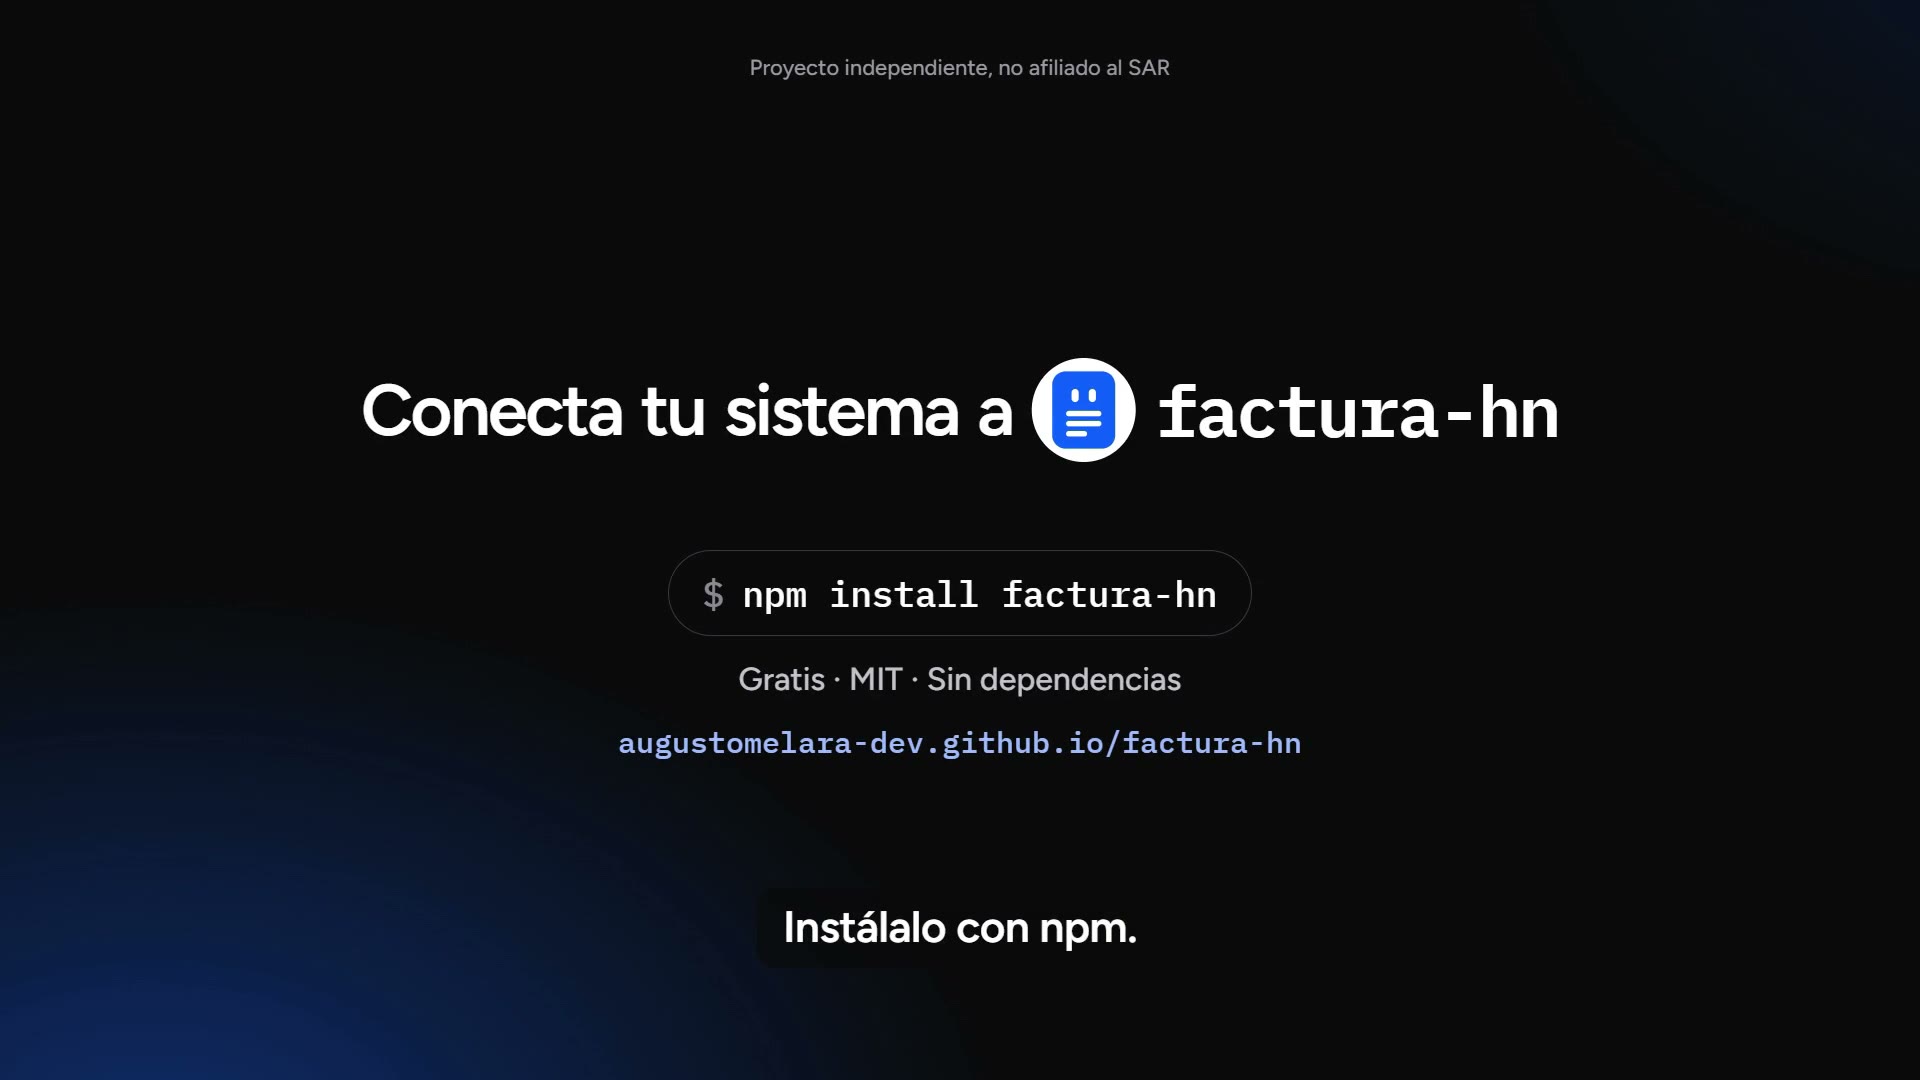 Proyecto independiente, no afiliado al SAR
Conecta tu sistema a factura-hn
$ npm install factura-hn
Gratis · MIT · Sin dependencias
augustomelara-dev.github.io/factura-hn
Instálalo con npm.